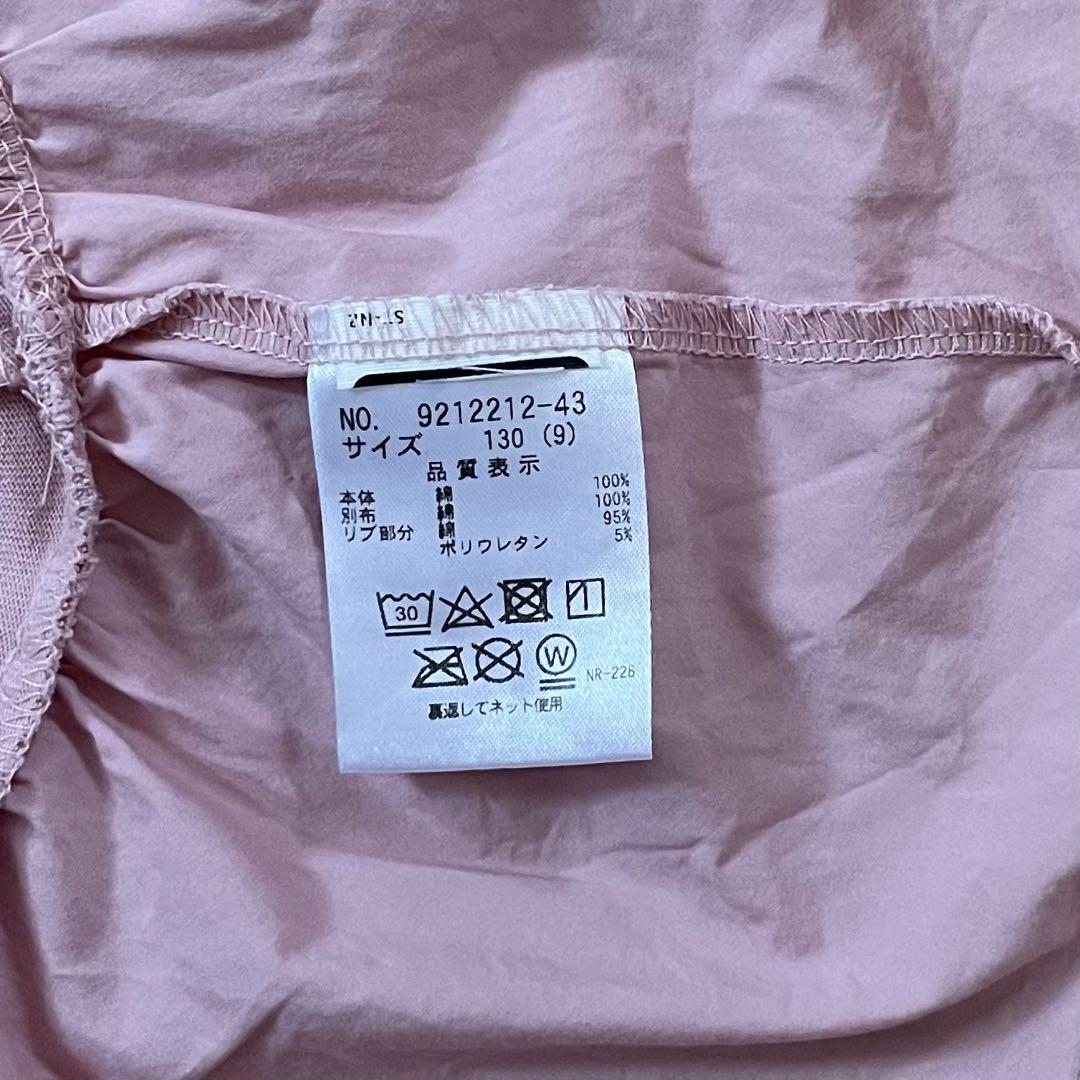 NO. 9212212-43
サイズ 130 (9)
品質表示
本体 綿 100%
別布 綿 100%
リブ部分 綿 95%
ポリウレタン 5%
30
W
NR-226
裏返してネット使用